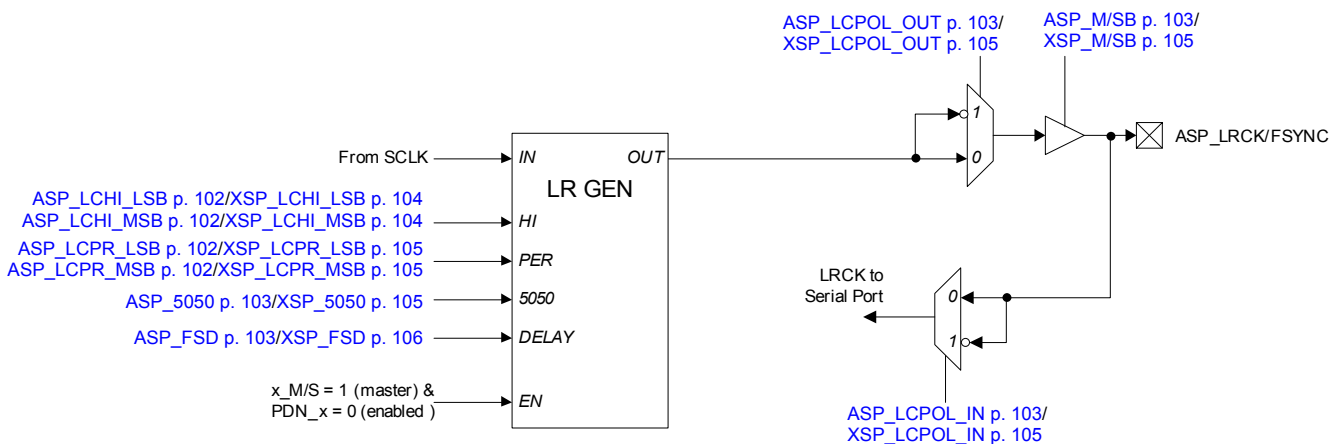 ASP_LCPOL_OUT p. 103/
XSP_LCPOL_OUT p. 105
ASP_M/SB p. 103/
XSP_M/SB p. 105
1
0
ASP_LRCK/FSYNC
From SCLK
IN
OUT
LR GEN
ASP_LCHI_LSB p. 102/XSP_LCHI_LSB p. 104
ASP_LCHI_MSB p. 102/XSP_LCHI_MSB p. 104
HI
ASP_LCPR_LSB p. 102/XSP_LCPR_LSB p. 105
ASP_LCPR_MSB p. 102/XSP_LCPR_MSB p. 105
PER
ASP_5050 p. 103/XSP_5050 p. 105
5050
ASP_FSD p. 103/XSP_FSD p. 106
DELAY
x_M/S = 1 (master) &
PDN_x = 0 (enabled )
EN
LRCK to
Serial Port
0
1
ASP_LCPOL_IN p. 103/
XSP_LCPOL_IN p. 105